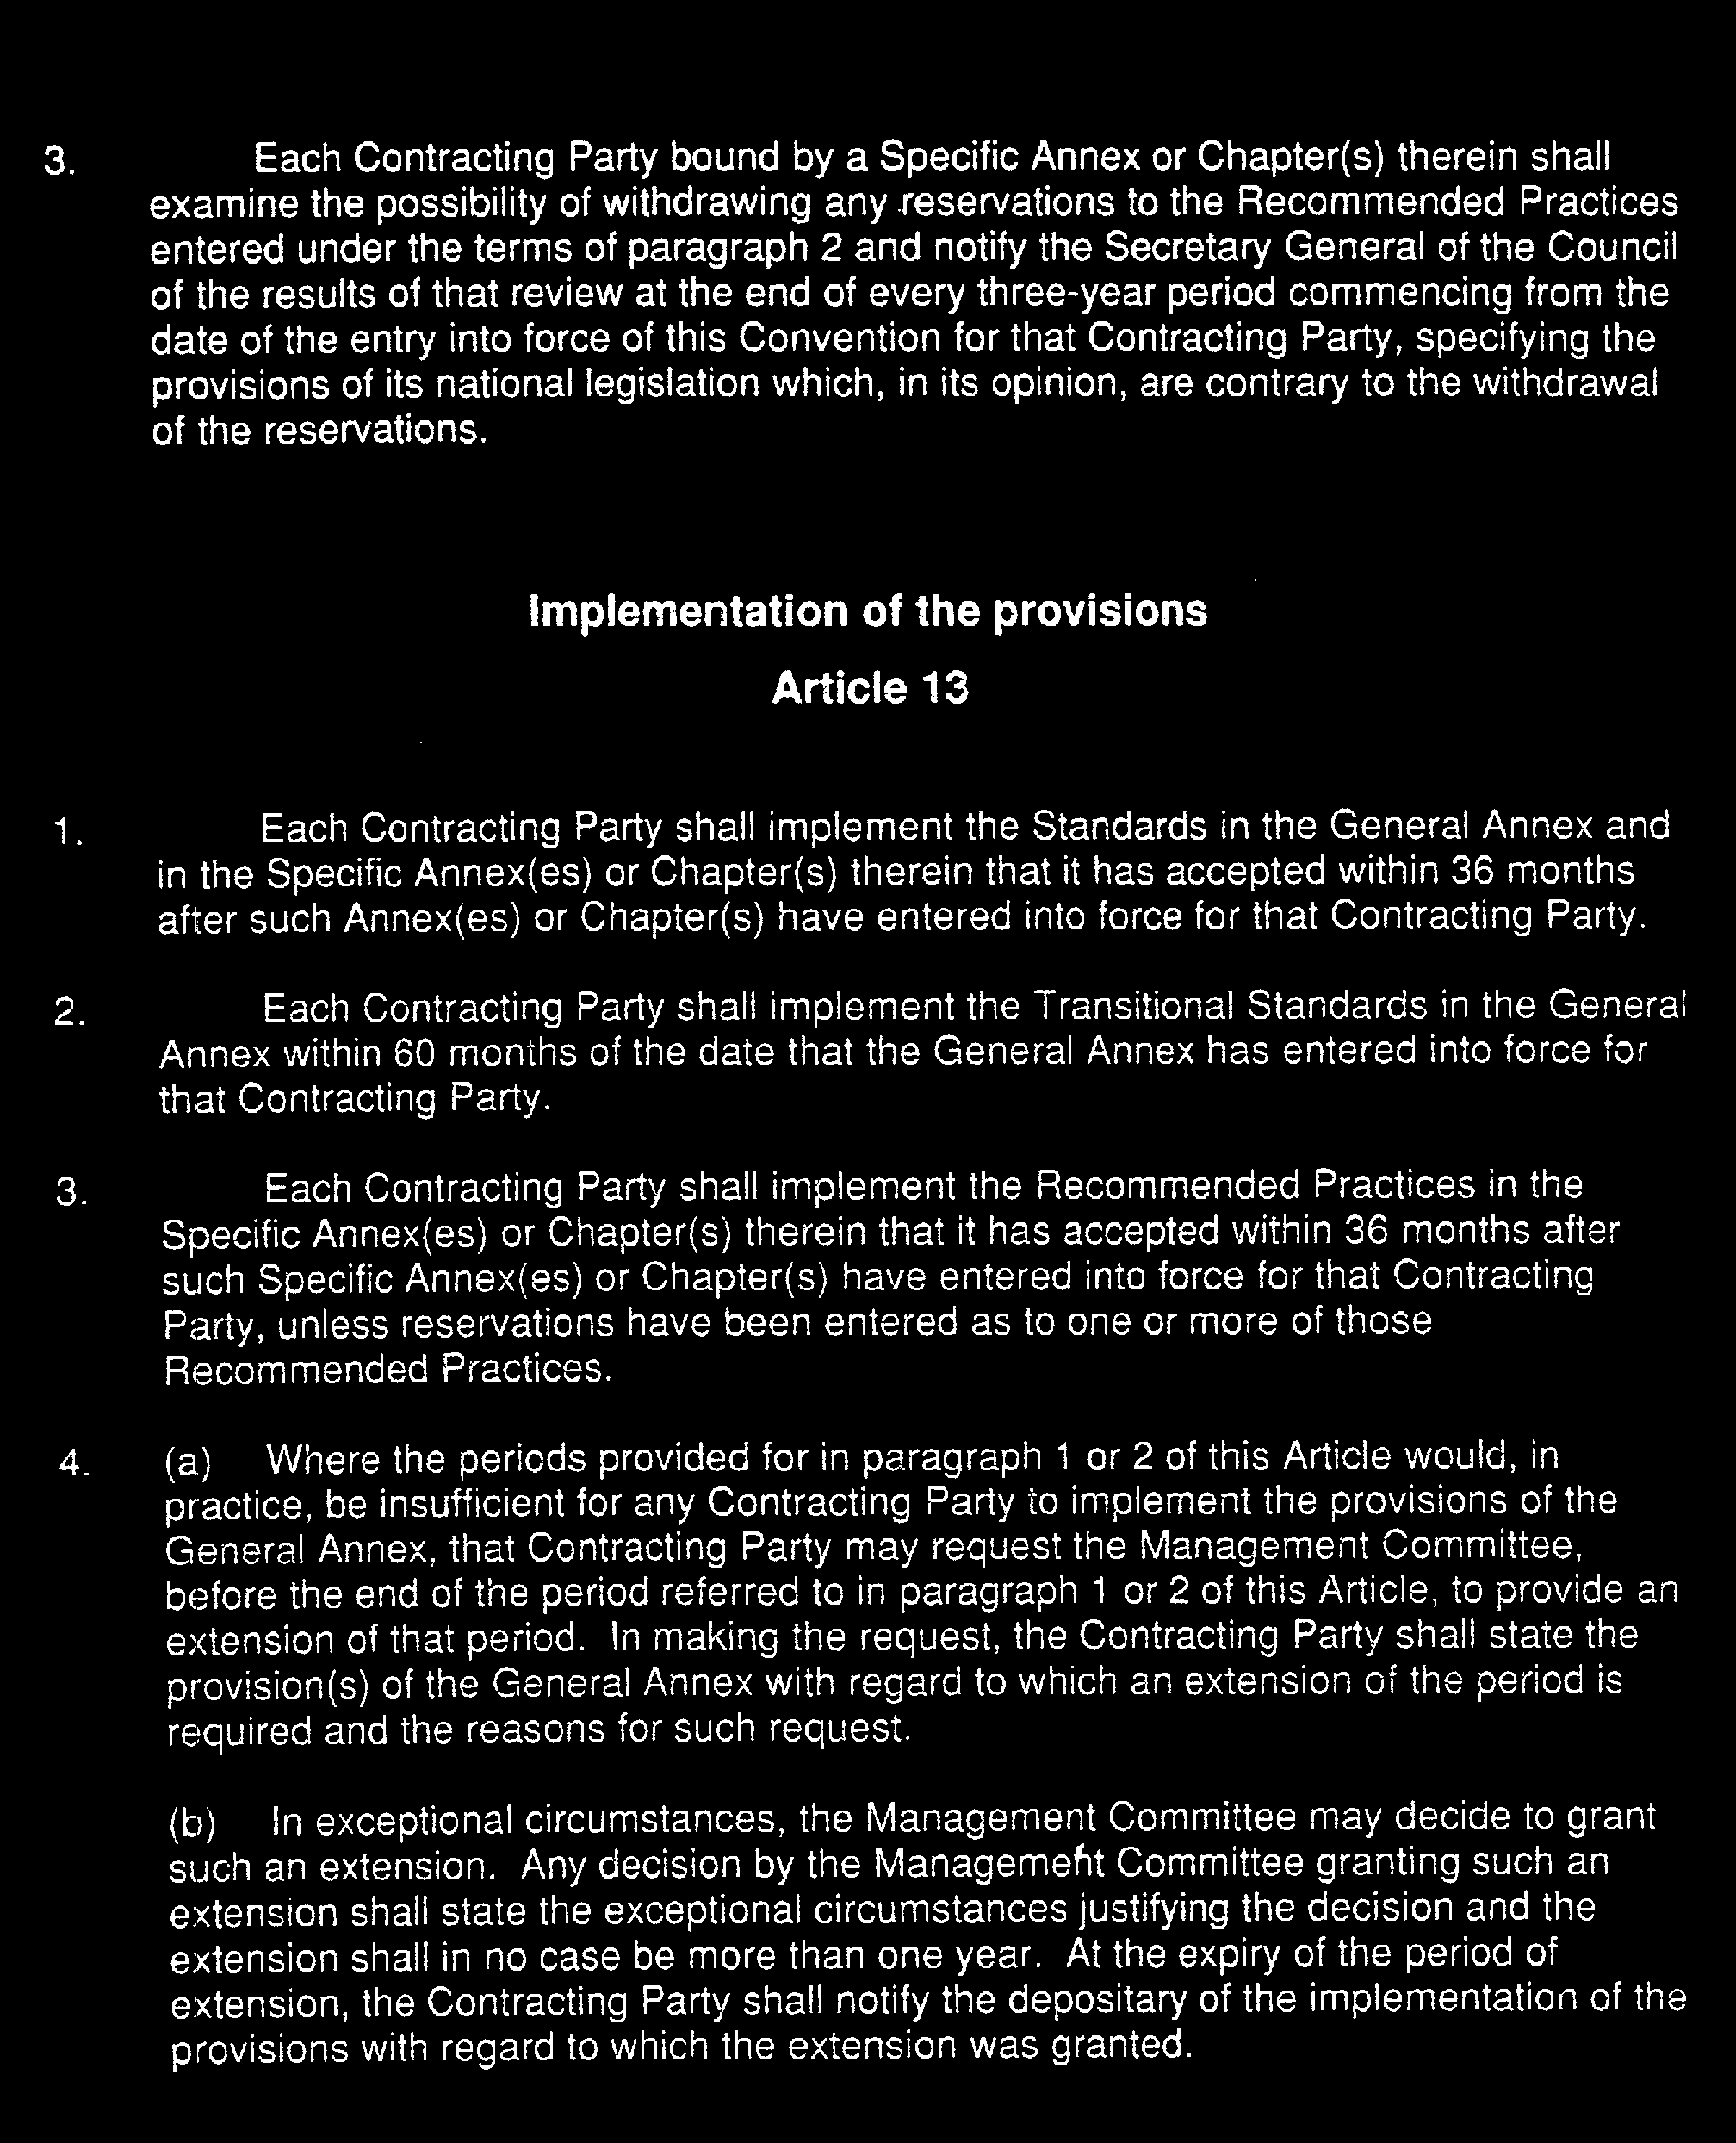 3. Each Contracting Party bound by a Specific Annex or Chapter(s) therein shall
examine the possibility of withdrawing any reservations to the Recommended Practices
entered under the terms of paragraph 2 and notify the Secretary General of the Council
of the results of that review at the end of every three-year period commencing from the
date of the entry into force of this Convention for that Contracting Party, specifying the
provisions of its national legislation which, in its opinion, are contrary to the withdrawal
of the reservations.
Implementation of the provisions
Article 13
1. Each Contracting Party shall implement the Standards in the General Annex and
in the Specific Annex(es) or Chapter(s) therein that it has accepted within 36 months
after such Annex(es) or Chapter(s) have entered into force for that Contracting Party.
2. Each Contracting Party shall implement the Transitional Standards in the General
Annex within 60 months of the date that the General Annex has entered into force for
that Contracting Party.
3. Each Contracting Party shall implement the Recommended Practices in the
Specific Annex(es) or Chapter(s) therein that it has accepted within 36 months after
such Specific Annex(es) or Chapter(s) have entered into force for that Contracting
Party, unless reservations have been entered as to one or more of those
Recommended Practices.
4. (a) Where the periods provided for in paragraph 1 or 2 of this Article would, in
practice, be insufficient for any Contracting Party to implement the provisions of the
General Annex, that Contracting Party may request the Management Committee,
before the end of the period referred to in paragraph 1 or 2 of this Article, to provide an
extension of that period. In making the request, the Contracting Party shall state the
provision(s) of the General Annex with regard to which an extension of the period is
required and the reasons for such request.
(b) In exceptional circumstances, the Management Committee may decide to grant
such an extension. Any decision by the Management Committee granting such an
extension shall state the exceptional circumstances justifying the decision and the
extension shall in no case be more than one year. At the expiry of the period of
extension, the Contracting Party shall notify the depositary of the implementation of the
provisions with regard to which the extension was granted.